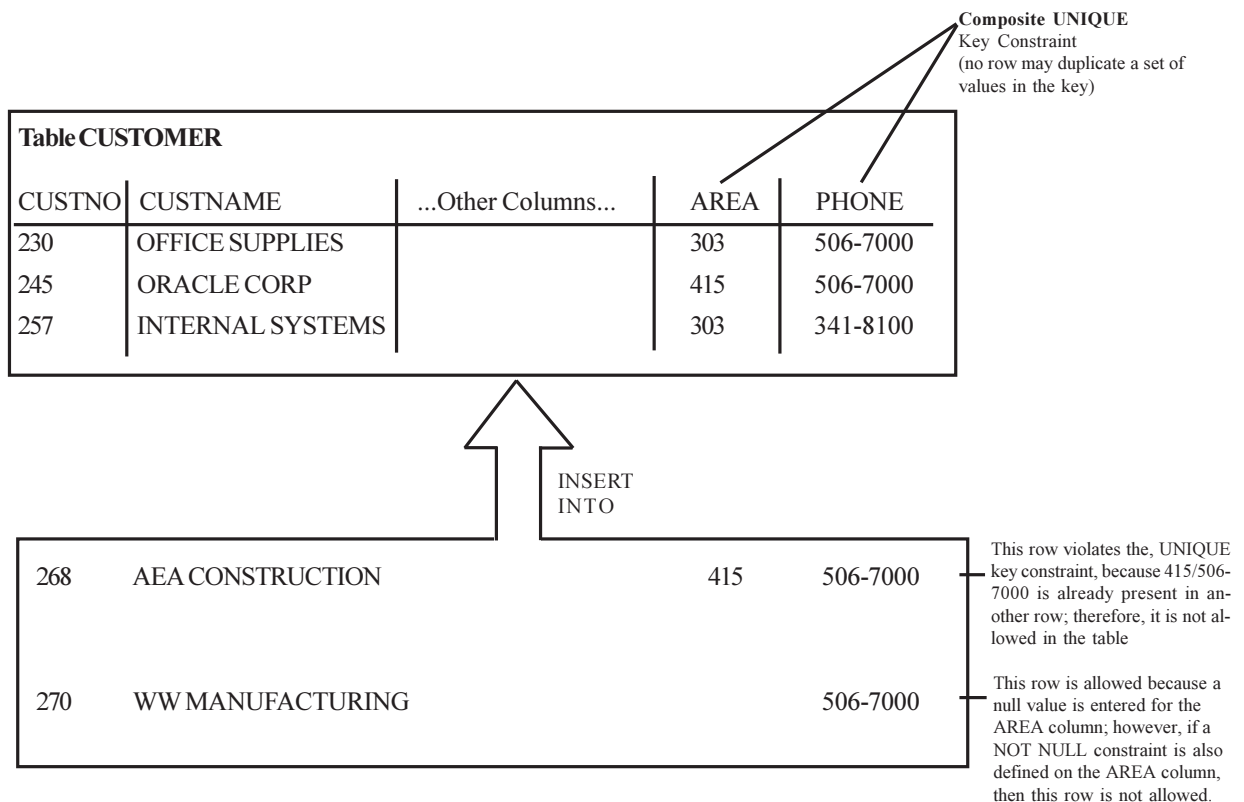 Composite UNIQUE
Key Constraint
(no row may duplicate a set of
values in the key)
Table CUSTOMER
CUSTNO CUSTNAME ...Other Columns... AREA PHONE
230 OFFICE SUPPLIES 303 506-7000
245 ORACLE CORP 415 506-7000
257 INTERNAL SYSTEMS 303 341-8100
INSERT
INTO
268 AEA CONSTRUCTION 415 506-7000
This row violates the, UNIQUE
key constraint, because 415/506-
7000 is already present in an-
other row; therefore, it is not al-
lowed in the table
270 WW MANUFACTURING 506-7000
This row is allowed because a
null value is entered for the
AREA column; however, if a
NOT NULL constraint is also
defined on the AREA column,
then this row is not allowed.